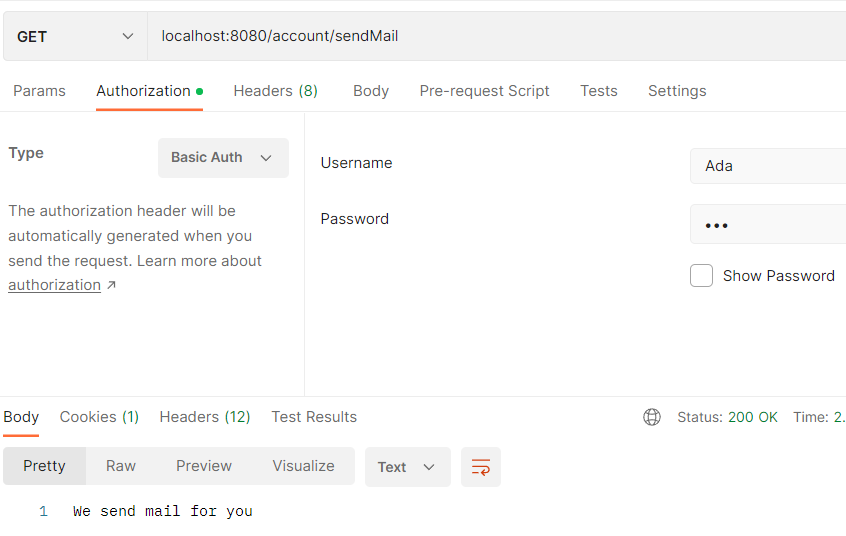 GET localhost:8080/account/sendMail
Params Authorization Headers (8) Body Pre-request Script Tests Settings
Type Basic Auth
The authorization header will be
automatically generated when you
send the request. Learn more about
authorization ↗
Username Ada
Password •••
Show Password
Body Cookies (1) Headers (12) Test Results Status: 200 OK Time: 2.
Pretty Raw Preview Visualize Text
1 We send mail for you